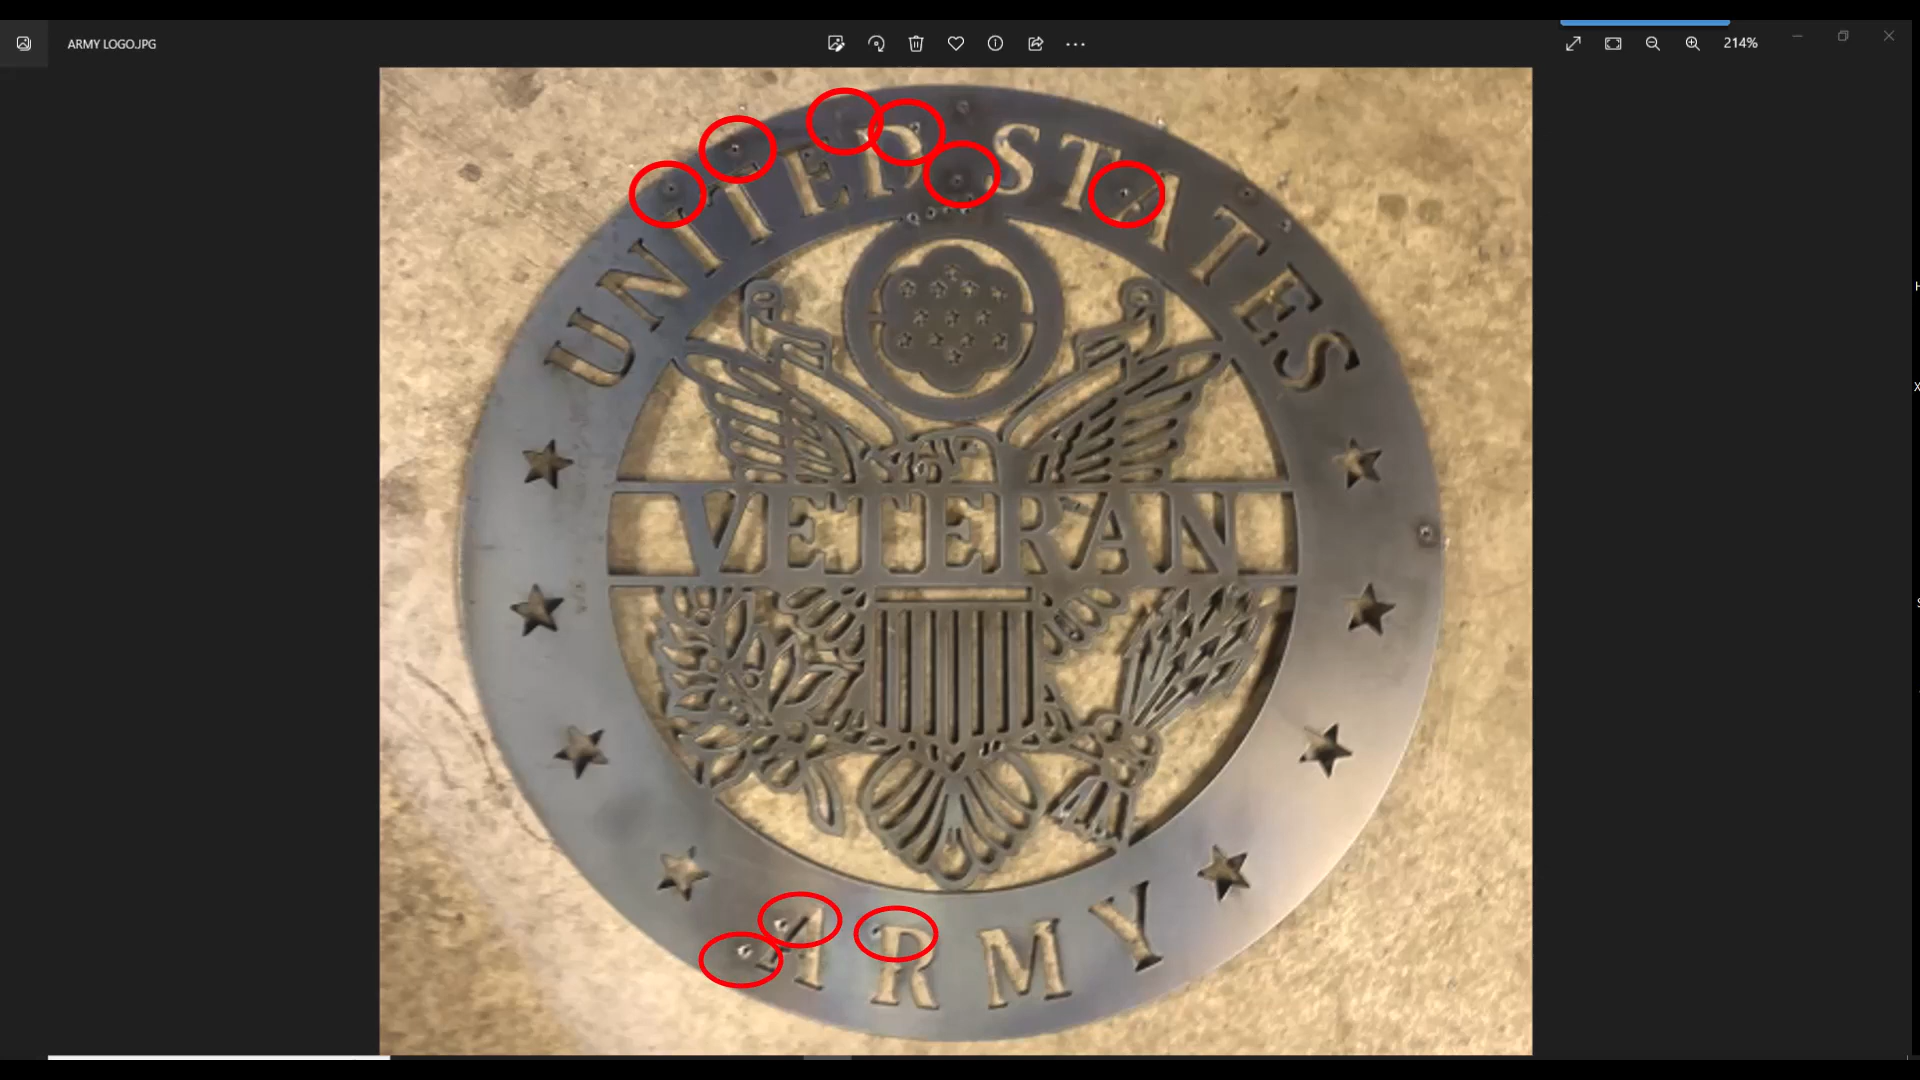 ARMY LOGO.JPG
214%
UNITED STATES
VETERAN
ARMY